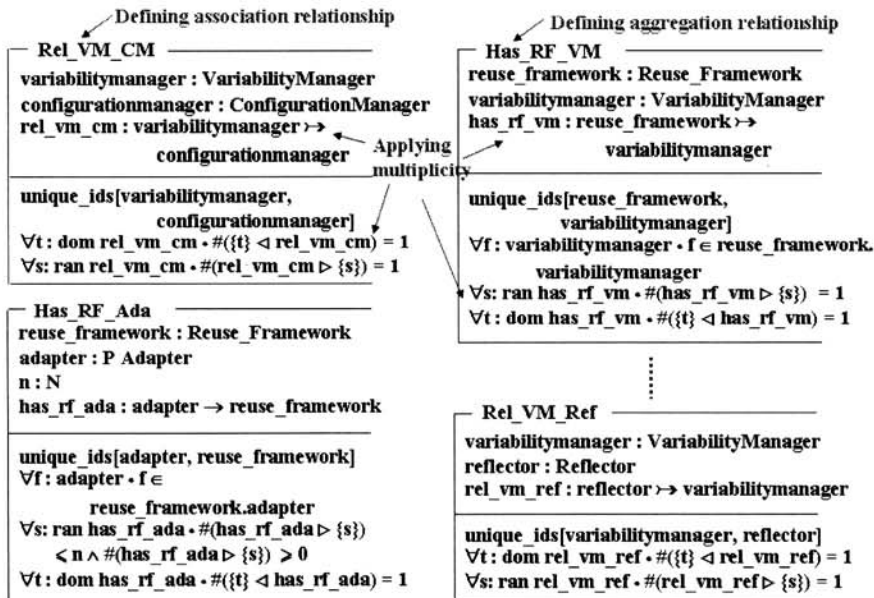 Defining association relationship
Rel_VM_CM
variabilitymanager : VariabilityManager
configurationmanager : ConfigurationManager
rel_vm_cm : variabilitymanager ↣
configurationmanager
unique_ids[variabilitymanager,
configurationmanager]
∀t : dom rel_vm_cm • #({t} ◁ rel_vm_cm) = 1
∀s: ran rel_vm_cm • #(rel_vm_cm ▷ {s}) = 1
Applying
multiplicity
Has_RF_Ada
reuse_framework : Reuse_Framework
adapter : P Adapter
n : N
has_rf_ada : adapter → reuse_framework
unique_ids[adapter, reuse_framework]
∀f : adapter • f ∈
reuse_framework.adapter
∀s: ran has_rf_ada • #(has_rf_ada ▷ {s})
⩽ n ∧ #(has_rf_ada ▷ {s}) ⩾ 0
∀t : dom has_rf_ada • #({t} ◁ has_rf_ada) = 1
Defining aggregation relationship
Has_RF_VM
reuse_framework : Reuse_Framework
variabilitymanager : VariabilityManager
has_rf_vm : reuse_framework ↣
variabilitymanager
unique_ids[reuse_framework,
variabilitymanager]
∀f : variabilitymanager • f ∈ reuse_framework.
variabilitymanager
∀s: ran has_rf_vm • #(has_rf_vm ▷ {s}) = 1
∀t : dom has_rf_vm • #({t} ◁ has_rf_vm) = 1
Rel_VM_Ref
variabilitymanager : VariabilityManager
reflector : Reflector
rel_vm_ref : reflector ↣ variabilitymanager
unique_ids[variabilitymanager, reflector]
∀t : dom rel_vm_ref • #({t} ◁ rel_vm_ref) = 1
∀s: ran rel_vm_ref • #(rel_vm_ref ▷ {s}) = 1